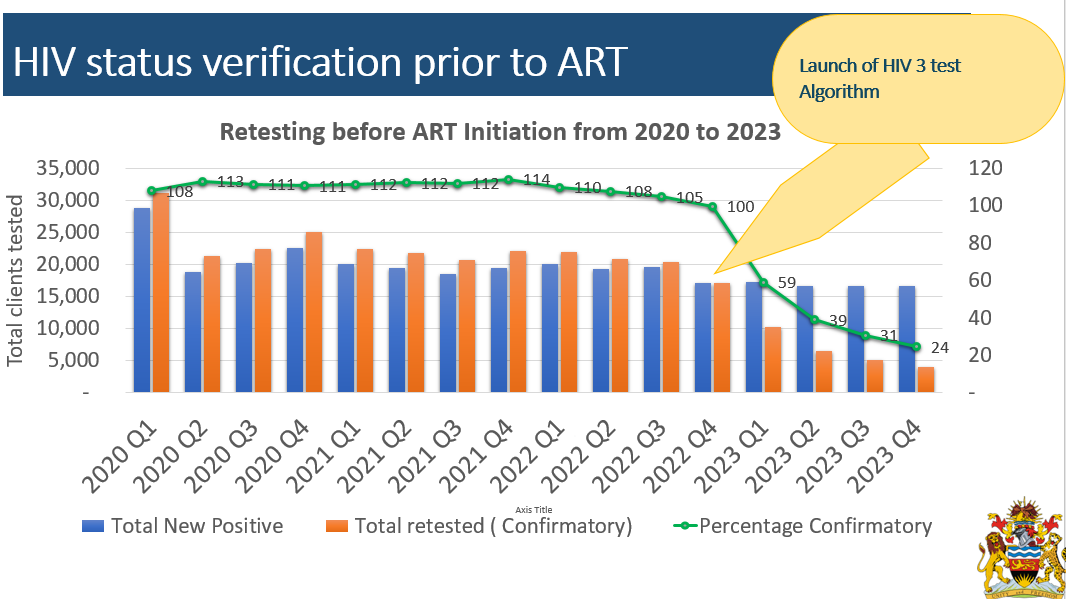 HIV status verification prior to ART
Launch of HIV 3 test
Algorithm
Retesting before ART Initiation from 2020 to 2023
Total clients tested
35,000
30,000
25,000
20,000
15,000
10,000
5,000
-
108
113
111
111
112
112
112
114
110
108
105
100
59
39
31
24
120
100
80
60
40
20
-
2020 Q1
2020 Q2
2020 Q3
2020 Q4
2021 Q1
2021 Q2
2021 Q3
2021 Q4
2022 Q1
2022 Q2
2022 Q3
2022 Q4
2023 Q1
2023 Q2
2023 Q3
2023 Q4
Axis Title
Total New Positive
Total retested ( Confirmatory)
Percentage Confirmatory
UNITY and FREEDOM